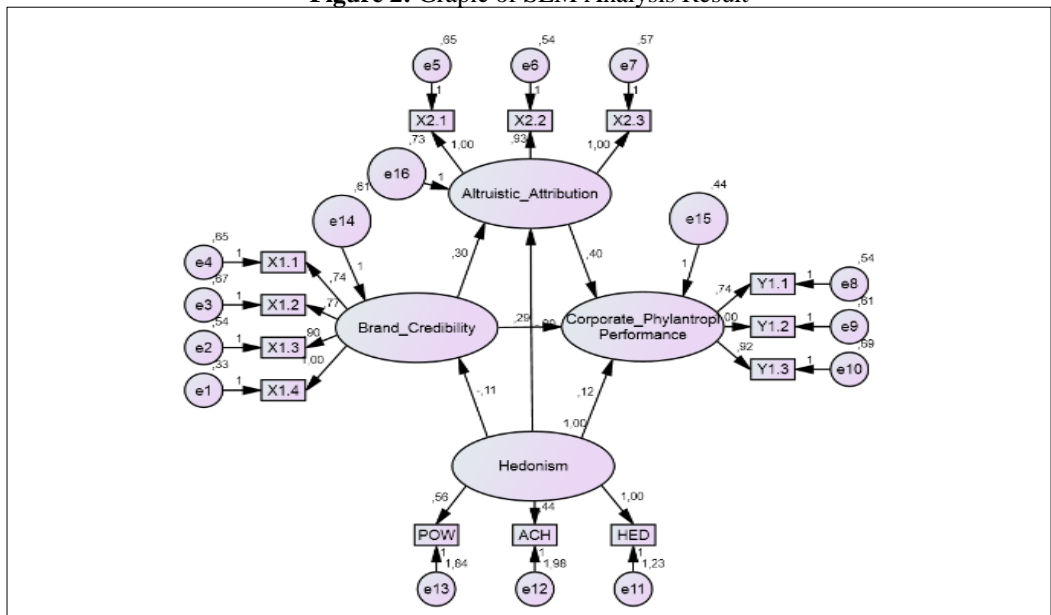 Figure 2: Graple of SEM Analysis Result
,65
,54
,57
e5
e6
e7
1
1
1
X2.1
X2.2
X2.3
,73
1,00
,93
1,00
e16
1
Altruistic_Attribution
,61
e14
1
,44
e15
1
,30
,40
,65
e4
1
X1.1
,74
,67
e3
1
X1.2
,77
,54
e2
1
X1.3
,90
,33
e1
1
X1.4
1,00
Brand_Credibility
,29
Corporate_Phylantropi
Performance
,74
Y1.1
1
e8
,54
,00
Y1.2
1
e9
,61
,92
Y1.3
1
e10
,69
-,11
,12
1,00
Hedonism
,56
,44
1,00
POW
ACH
HED
1
1,84
1
1,98
1
1,23
e13
e12
e11